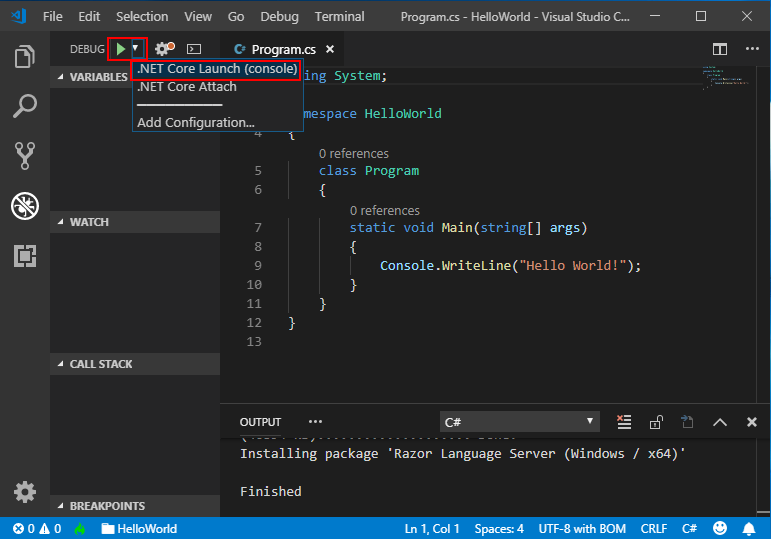 File Edit Selection View Go Debug Terminal Program.cs - HelloWorld - Visual Studio C...
DEBUG
Program.cs
.NET Core Launch (console)
.NET Core Attach
Add Configuration...
VARIABLES
WATCH
CALL STACK
BREAKPOINTS
ng System;
mespace HelloWorld
4 {
0 references
5 class Program
6 {
0 references
7 static void Main(string[] args)
8 {
9 Console.WriteLine("Hello World!");
10 }
11 }
12 }
13
OUTPUT ... C#
Installing package 'Razor Language Server (Windows / x64)'
Finished
0 0 HelloWorld Ln 1, Col 1 Spaces: 4 UTF-8 with BOM CRLF C#